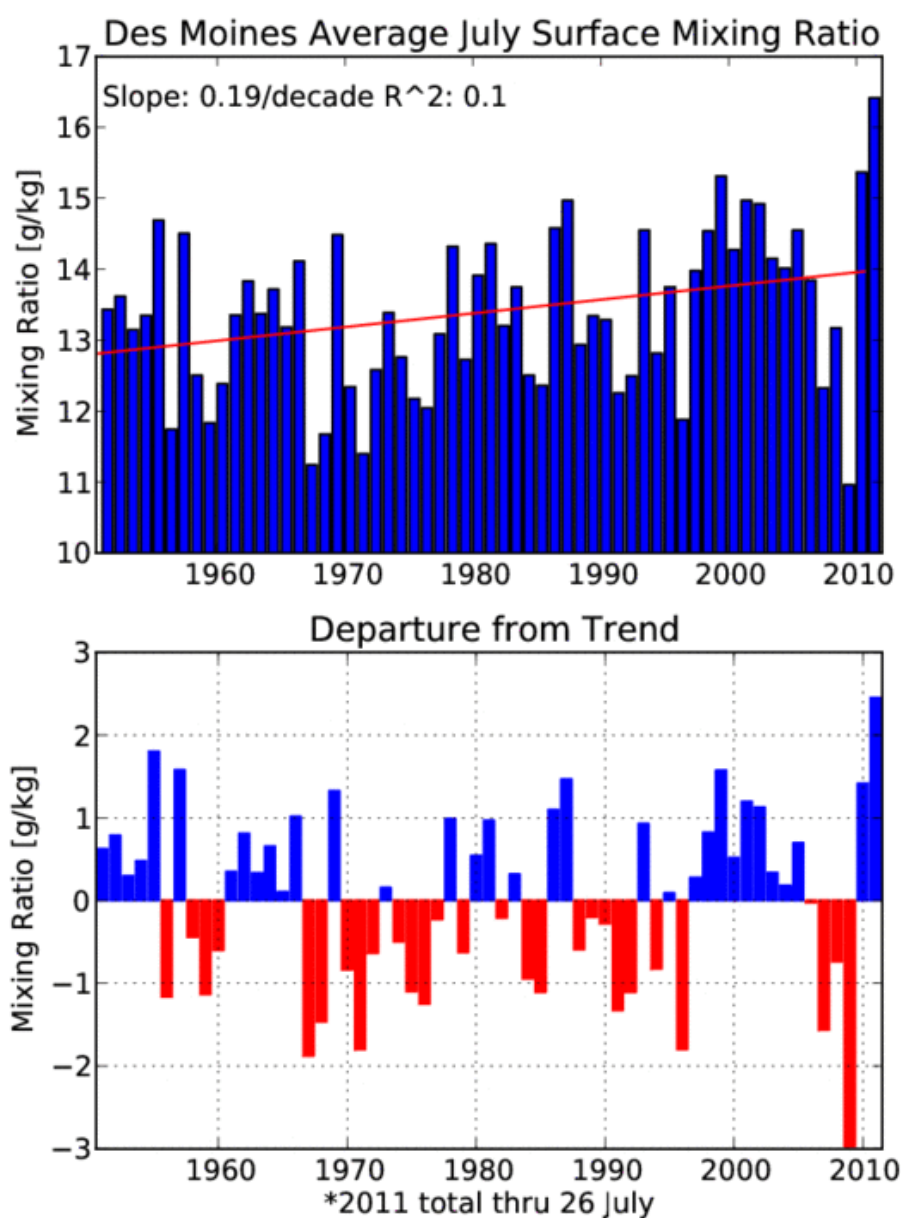 Des Moines Average July Surface Mixing Ratio
17
Slope: 0.19/decade R^2: 0.1
16
15
14
13
12
11
10
Mixing Ratio [g/kg]
1960 1970 1980 1990 2000 2010
Departure from Trend
3
2
1
0
−1
−2
−3
Mixing Ratio [g/kg]
1960 1970 1980 1990 2000 2010
*2011 total thru 26 July